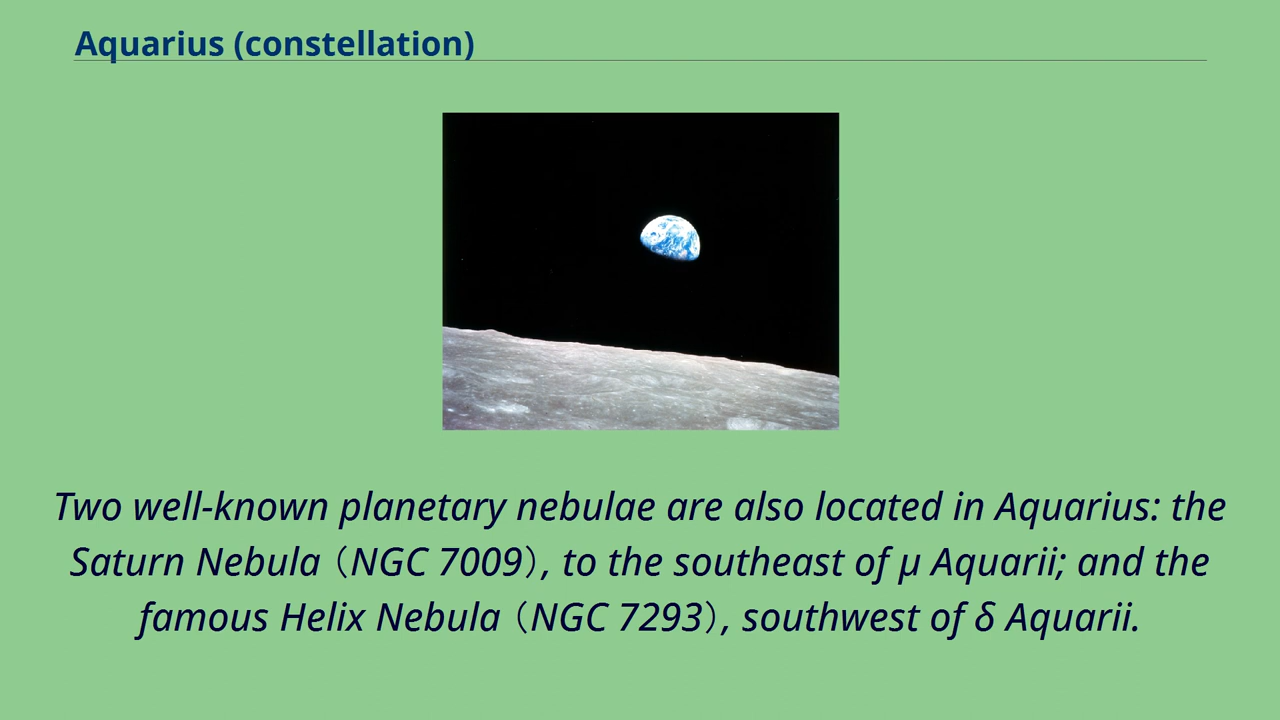 Aquarius (constellation)
Two well-known planetary nebulae are also located in Aquarius: the
Saturn Nebula（NGC 7009）, to the southeast of μ Aquarii; and the
famous Helix Nebula（NGC 7293）, southwest of δ Aquarii.